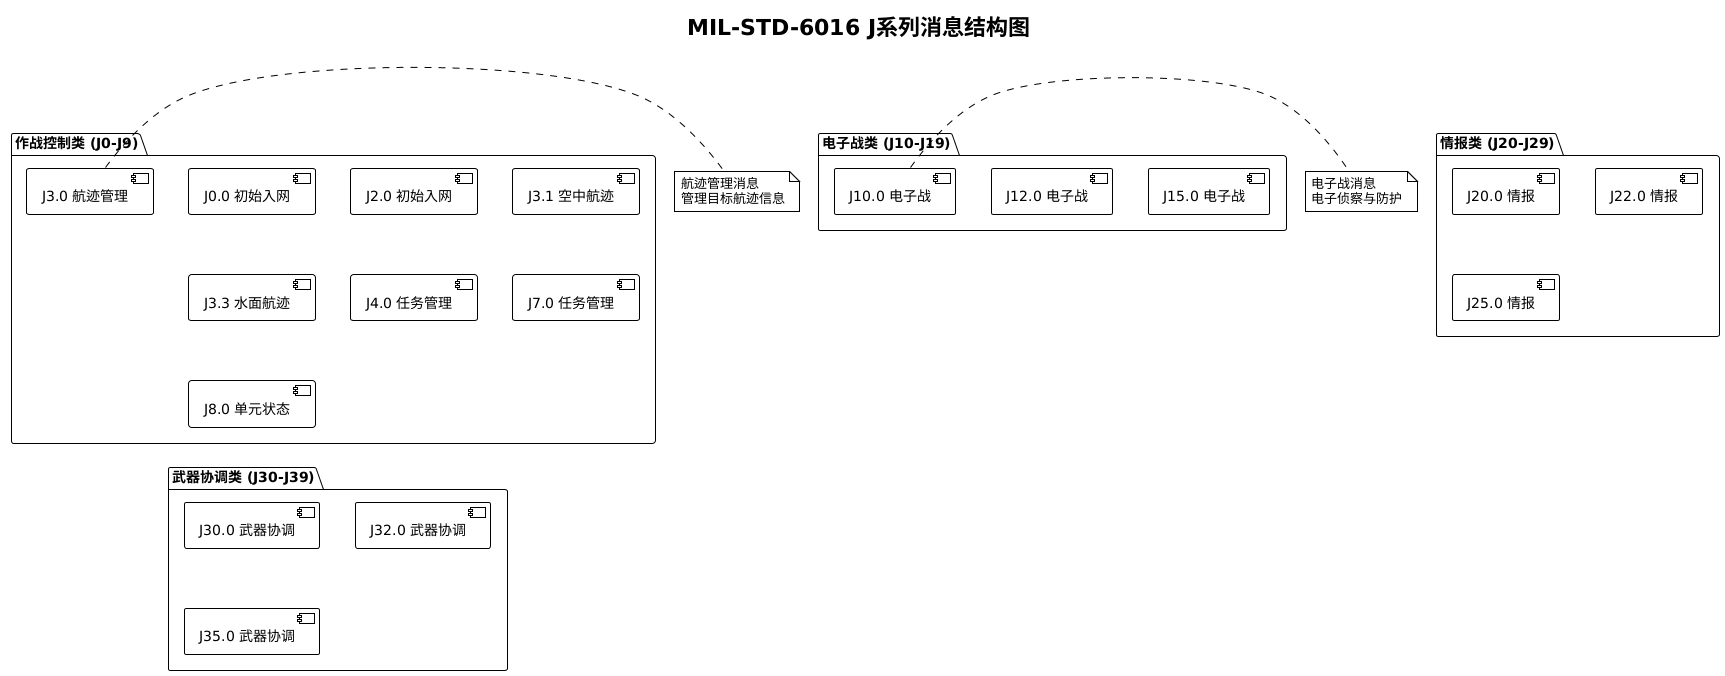 MIL-STD-6016 J系列消息结构图
作战控制类 (J0-J9)
J3.0 航迹管理
J0.0 初始入网
J2.0 初始入网
J3.1 空中航迹
J3.3 水面航迹
J4.0 任务管理
J7.0 任务管理
J8.0 单元状态
航迹管理消息
管理目标航迹信息
电子战类 (J10-J19)
J10.0 电子战
J12.0 电子战
J15.0 电子战
电子战消息
电子侦察与防护
情报类 (J20-J29)
J20.0 情报
J22.0 情报
J25.0 情报
武器协调类 (J30-J39)
J30.0 武器协调
J32.0 武器协调
J35.0 武器协调